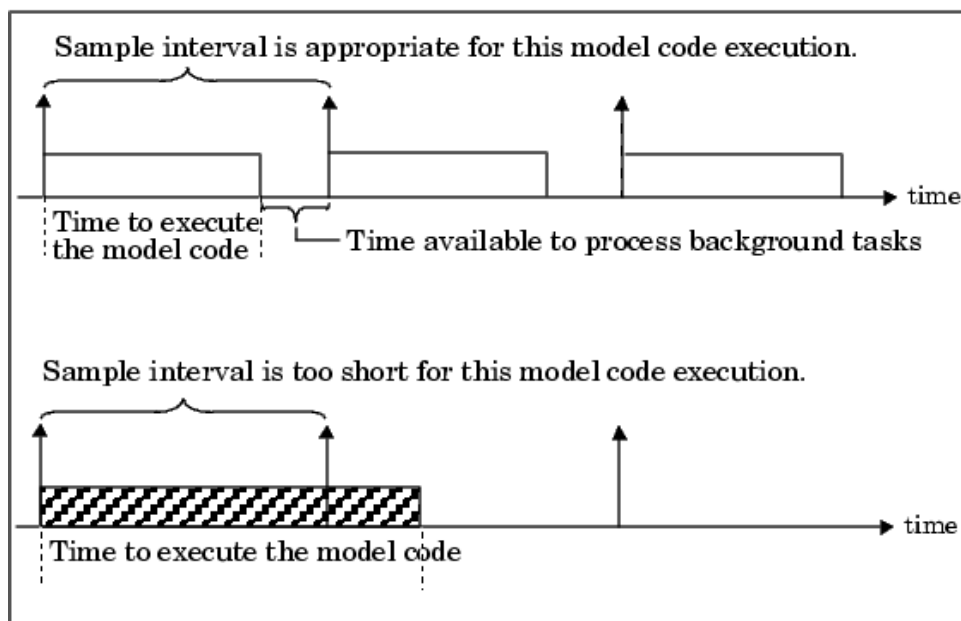 Sample interval is appropriate for this model code execution.
time
Time to execute
the model code
Time available to process background tasks
Sample interval is too short for this model code execution.
time
Time to execute the model code